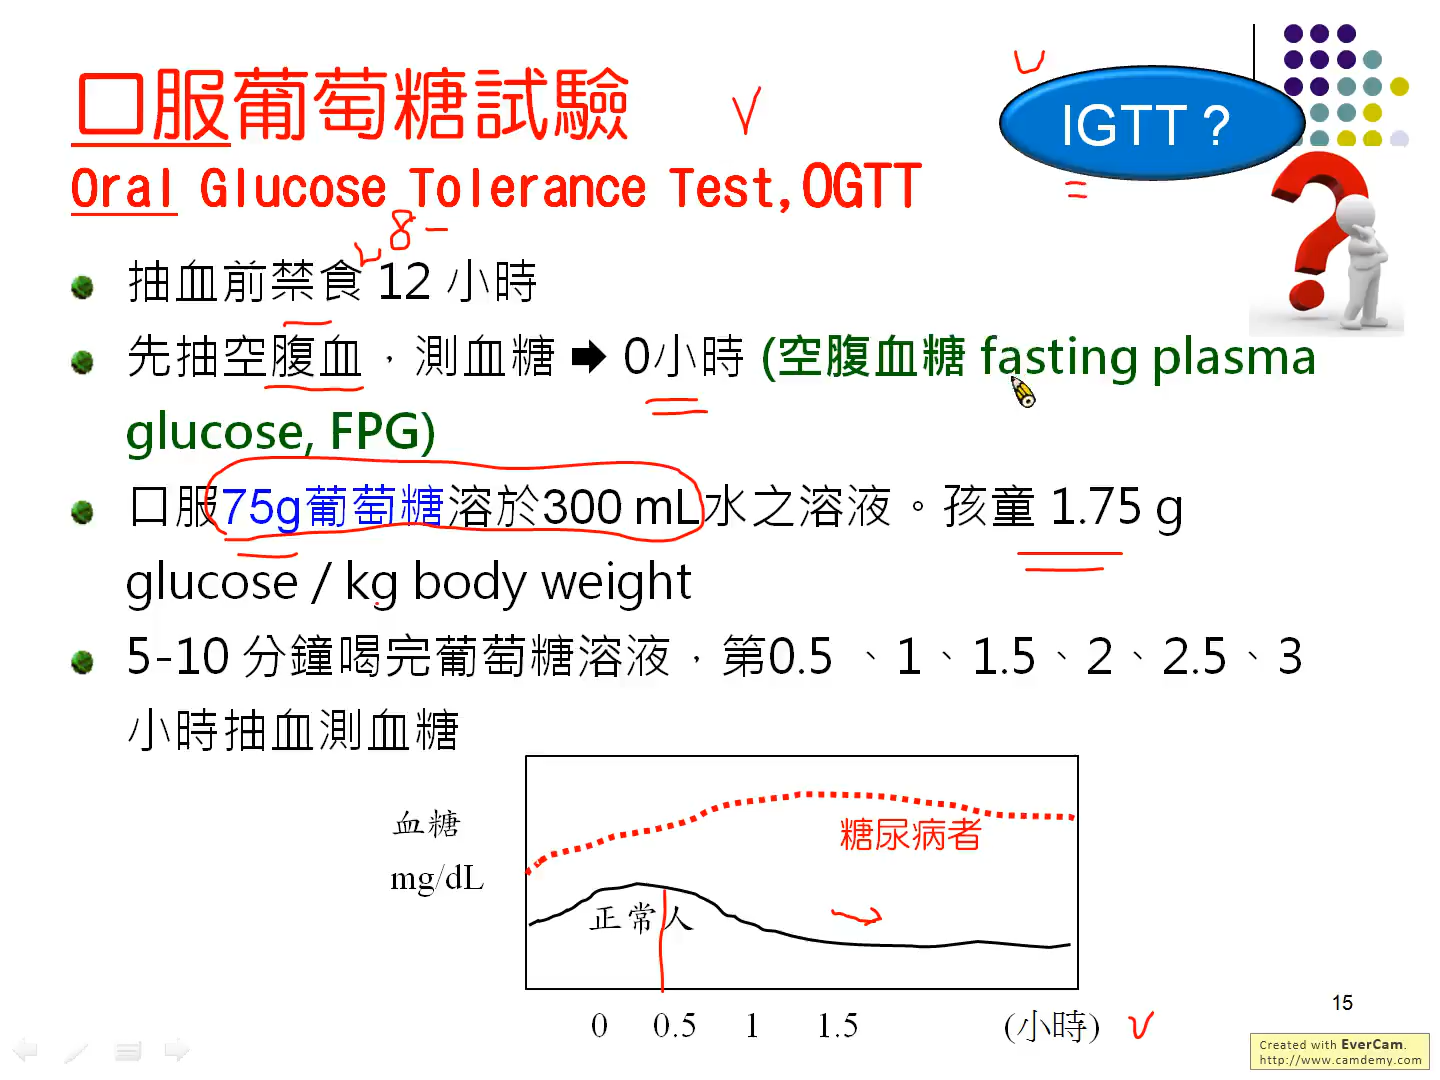 口服葡萄糖試驗
IGTT ?
Oral Glucose Tolerance Test, OGTT
8 -
抽血前禁食 12 小時
先抽空腹血，測血糖 ➡ 0小時 (空腹血糖 fasting plasma
glucose, FPG)
口服75g葡萄糖溶於300 mL水之溶液。孩童 1.75 g
glucose / kg body weight
5-10 分鐘喝完葡萄糖溶液，第0.5 、1、1.5、2、2.5、3
小時抽血測血糖
血糖
mg/dL
糖尿病者
正常人
0 0.5 1 1.5 (小時)
15
Created with EverCam.
http://www.camdemy.com